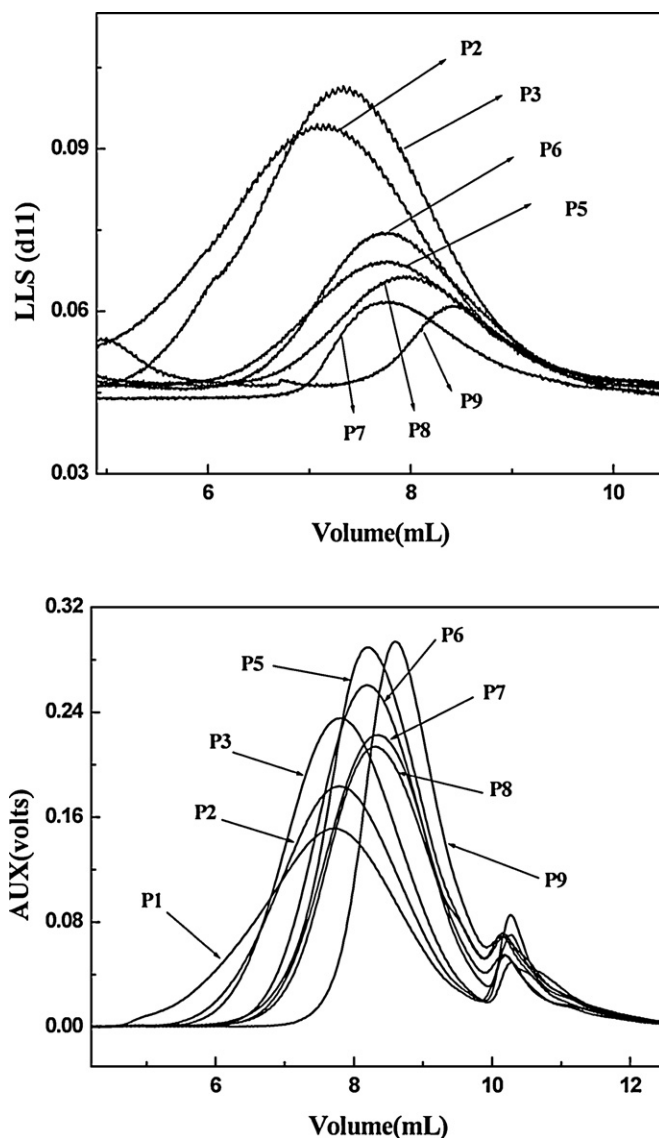 P2
P3
0.09
P6
P5
LLS (d11)
0.06
P9
P7
P8
0.03
6
8
10
Volume(mL)
0.32
P6
P5
0.24
P7
P3
P8
AUX(volts)
0.16
P2
P9
P1
0.08
0.00
6
8
10
12
Volume(mL)